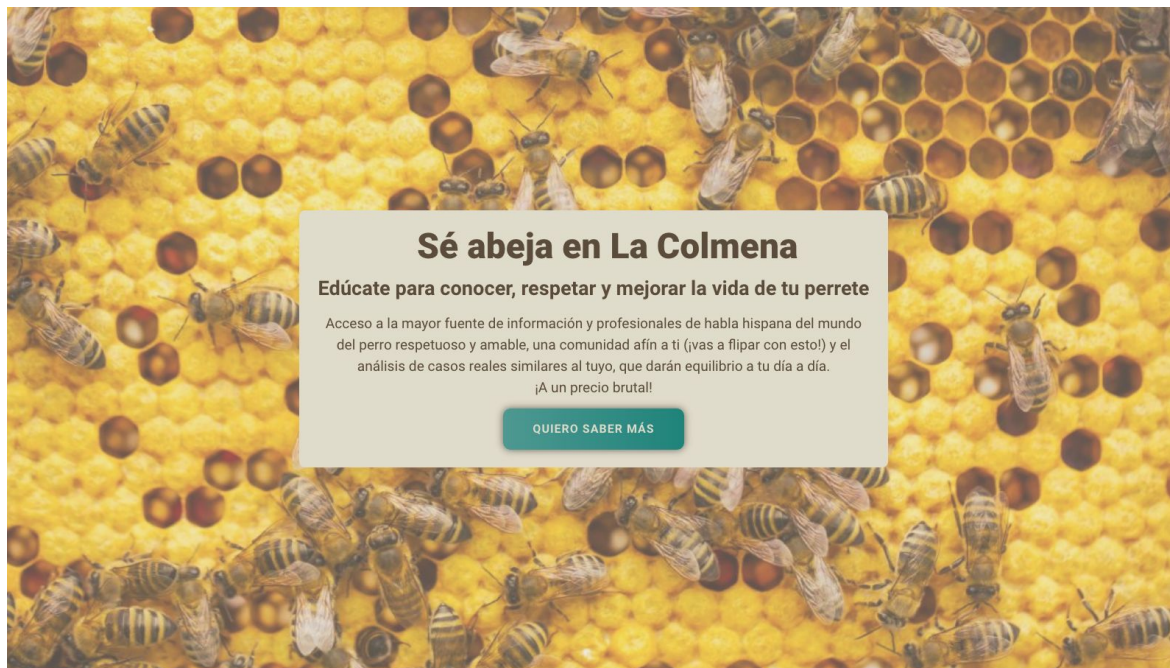 Sé abeja en La Colmena
Edúcate para conocer, respetar y mejorar la vida de tu perrete
Acceso a la mayor fuente de información y profesionales de habla hispana del mundo
del perro respetuoso y amable, una comunidad afín a ti (¡vas a flipar con esto!) y el
análisis de casos reales similares al tuyo, que darán equilibrio a tu día a día.
¡A un precio brutal!
QUIERO SABER MÁS